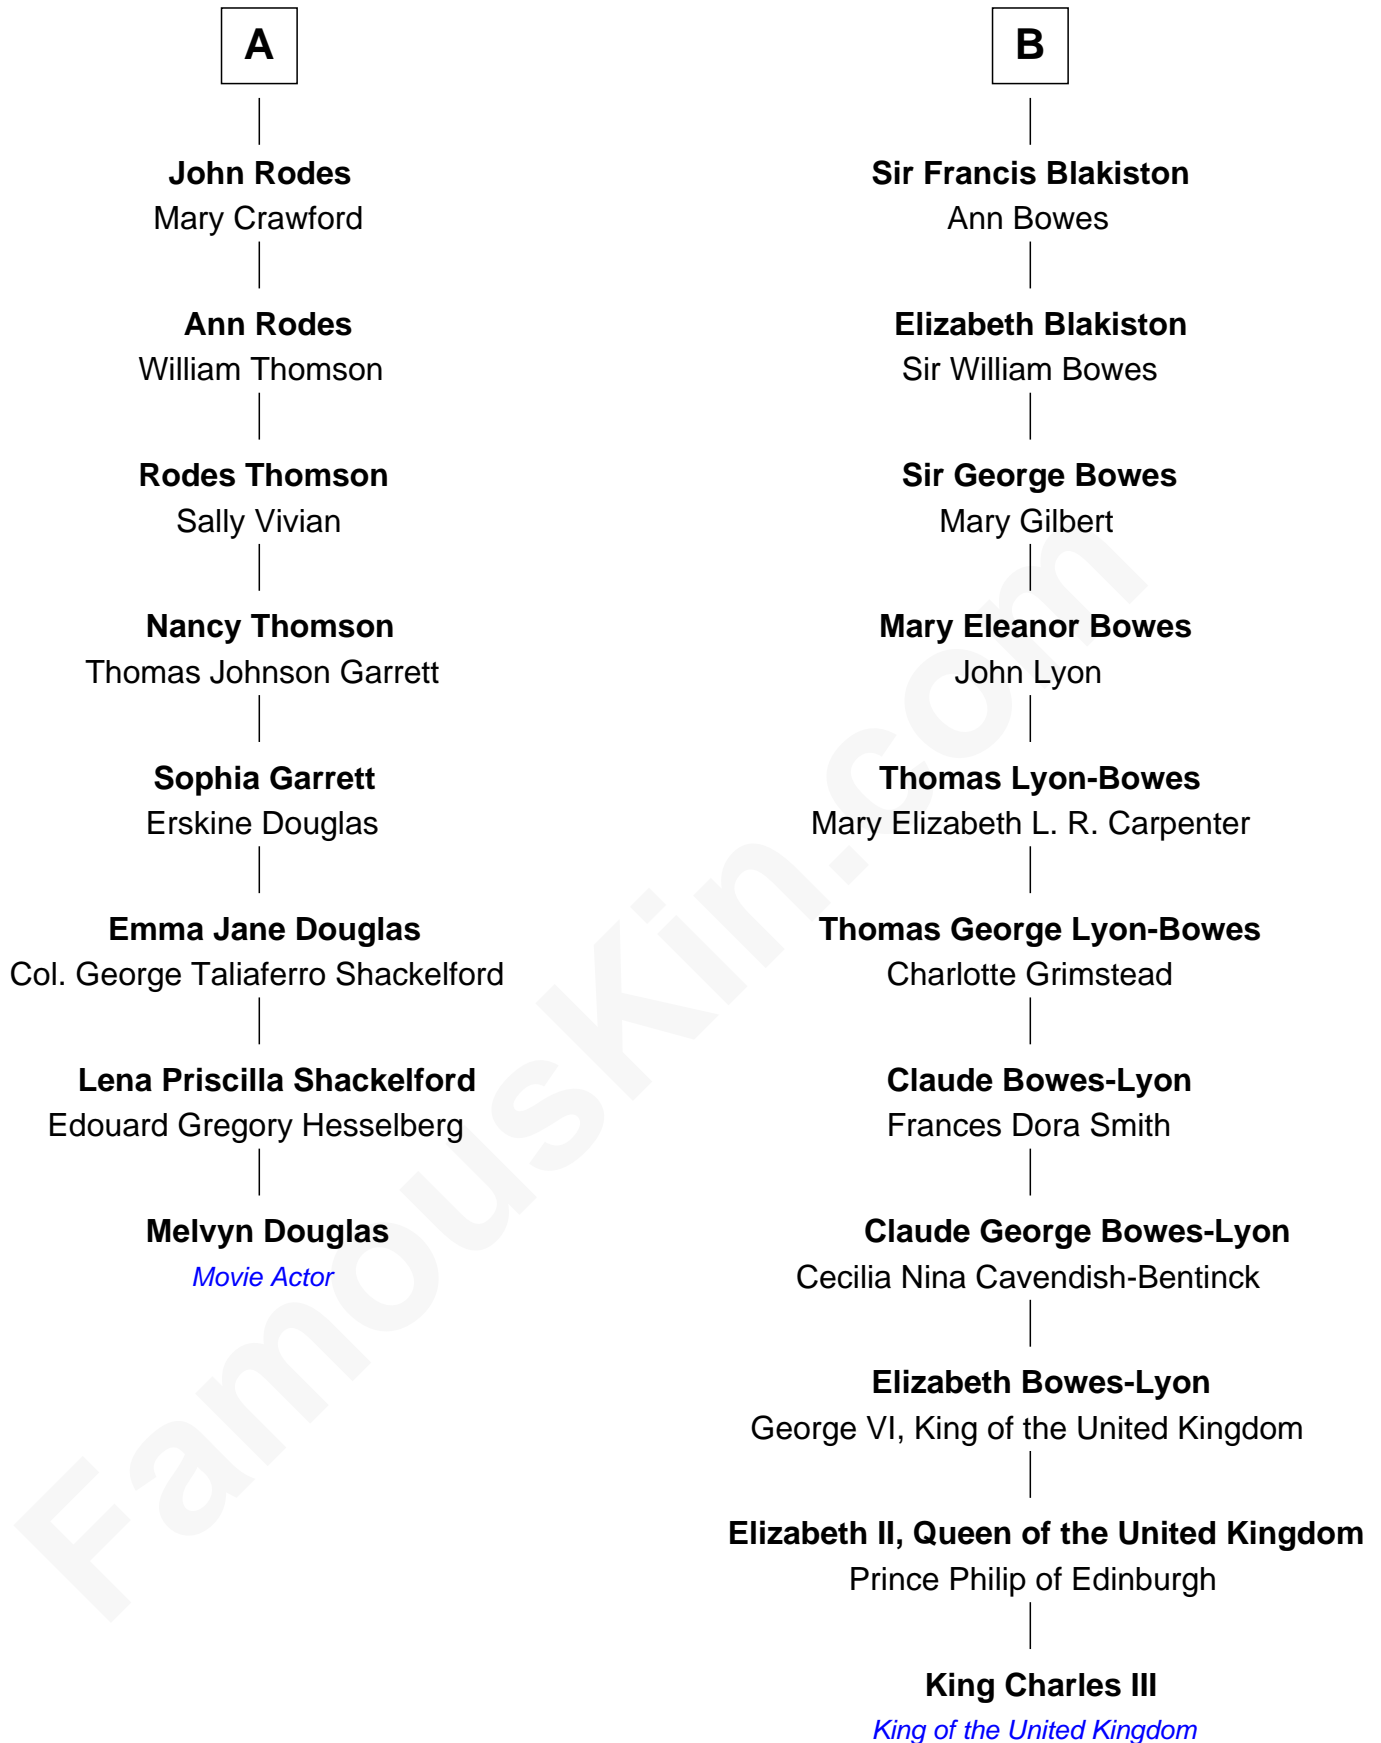 A
John Rodes
Mary Crawford
Ann Rodes
William Thomson
Rodes Thomson
Sally Vivian
Nancy Thomson
Thomas Johnson Garrett
Sophia Garrett
Erskine Douglas
Emma Jane Douglas
Col. George Taliaferro Shackelford
Lena Priscilla Shackelford
Edouard Gregory Hesselberg
Melvyn Douglas
Movie Actor
B
Sir Francis Blakiston
Ann Bowes
Elizabeth Blakiston
Sir William Bowes
Sir George Bowes
Mary Gilbert
Mary Eleanor Bowes
John Lyon
Thomas Lyon-Bowes
Mary Elizabeth L. R. Carpenter
Thomas George Lyon-Bowes
Charlotte Grimstead
Claude Bowes-Lyon
Frances Dora Smith
Claude George Bowes-Lyon
Cecilia Nina Cavendish-Bentinck
Elizabeth Bowes-Lyon
George VI, King of the United Kingdom
Elizabeth II, Queen of the United Kingdom
Prince Philip of Edinburgh
King Charles III
King of the United Kingdom
FamousKin.com